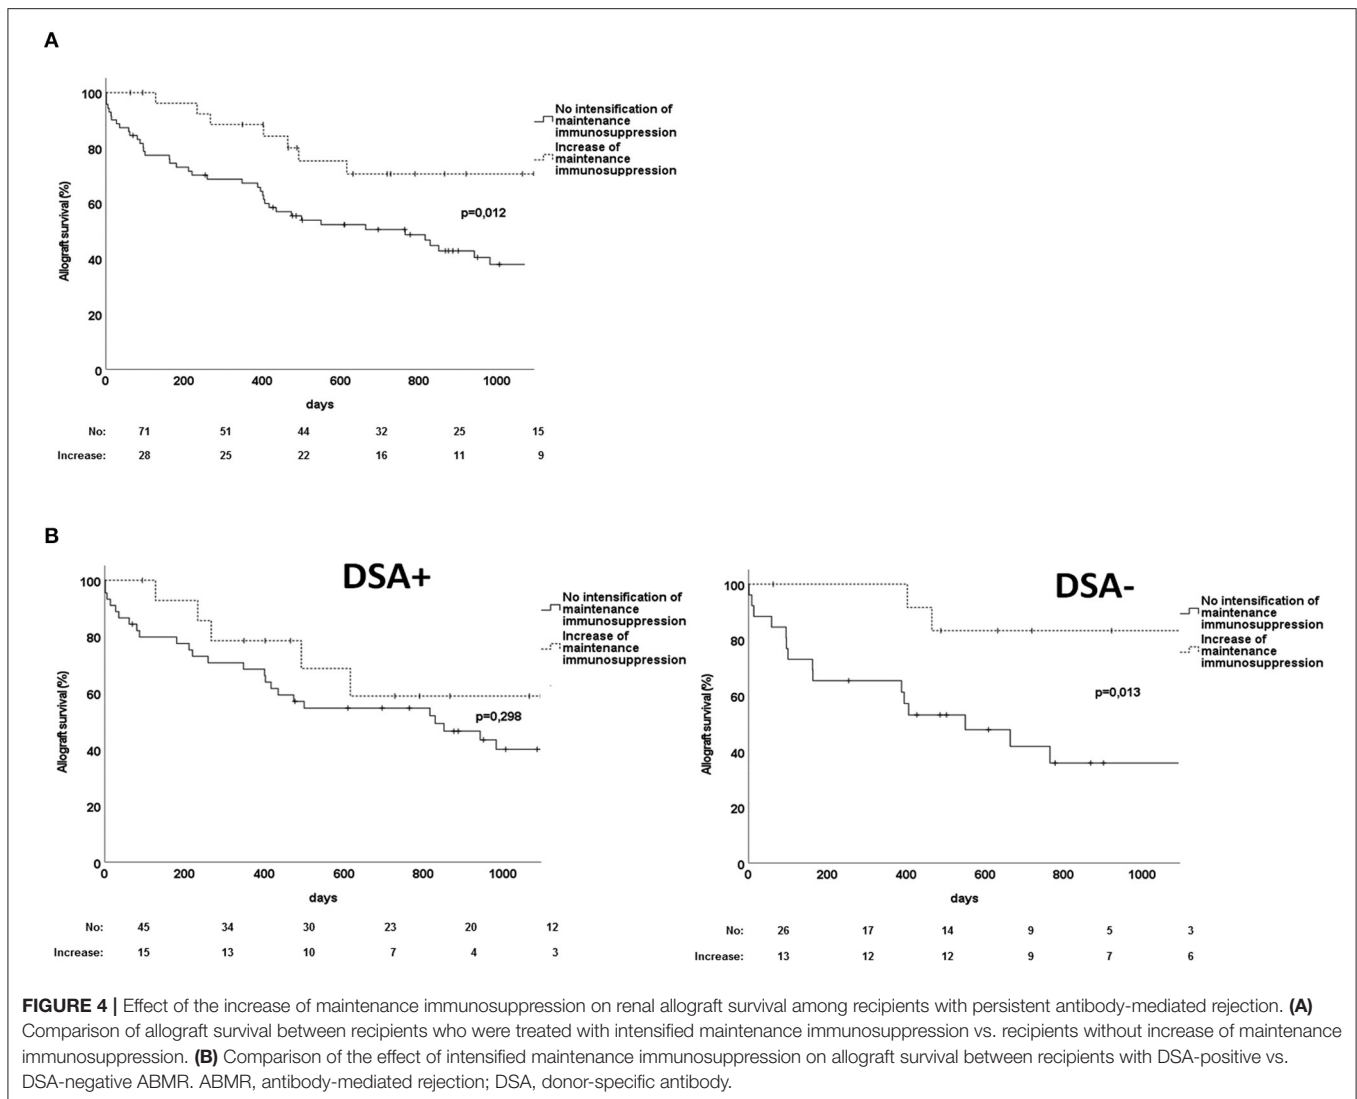 A
100
80
60
40
20
0
Allograft survival (%)
No intensification of
maintenance
immunosuppression
Increase of
maintenance
immunosuppression
p=0,012
0 200 400 600 800 1000
days
No: 71 51 44 32 25 15
Increase: 28 25 22 16 11 9
B
DSA+
100
80
60
40
20
0
Allograft survival (%)
No intensification of
maintenance
immunosuppression
Increase of
maintenance
immunosuppression
p=0,298
0 200 400 600 800 1000
days
No: 45 34 30 23 20 12
Increase: 15 13 10 7 4 3
DSA-
100
80
60
40
20
0
Allograft survival (%)
No intensification of
maintenance
immunosuppression
Increase of
maintenance
immunosuppression
p=0,013
0 200 400 600 800 1000
days
No: 26 17 14 9 5 3
Increase: 13 12 12 9 7 6
FIGURE 4 | Effect of the increase of maintenance immunosuppression on renal allograft survival among recipients with persistent antibody-mediated rejection. (A)
Comparison of allograft survival between recipients who were treated with intensified maintenance immunosuppression vs. recipients without increase of maintenance
immunosuppression. (B) Comparison of the effect of intensified maintenance immunosuppression on allograft survival between recipients with DSA-positive vs.
DSA-negative ABMR. ABMR, antibody-mediated rejection; DSA, donor-specific antibody.